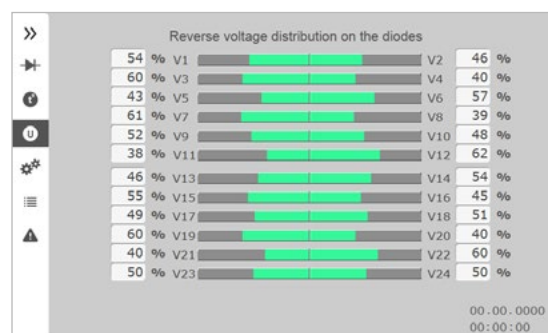 Reverse voltage distribution on the diodes
54 % V1 V2 46 %
60 % V3 V4 40 %
43 % V5 V6 57 %
61 % V7 V8 39 %
52 % V9 V10 48 %
38 % V11 V12 62 %
46 % V13 V14 54 %
55 % V15 V16 45 %
49 % V17 V18 51 %
60 % V19 V20 40 %
40 % V21 V22 60 %
50 % V23 V24 50 %
00.00.0000
00:00:00